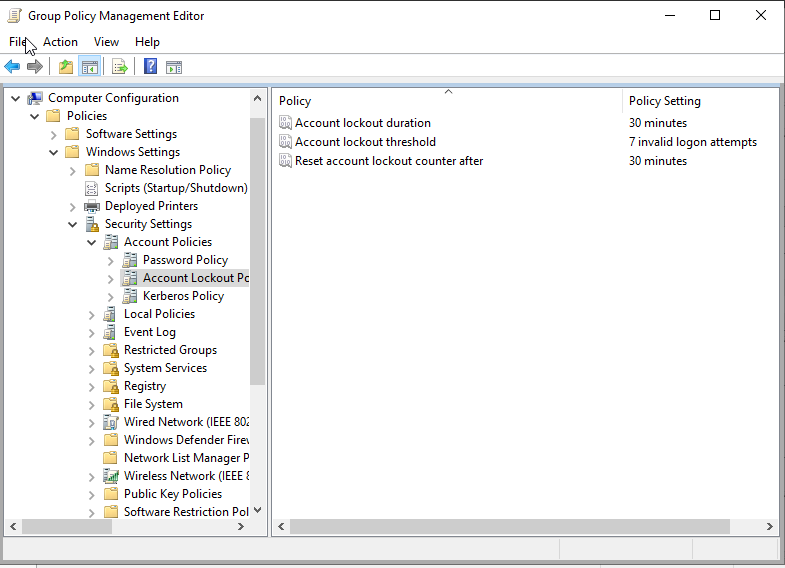 Group Policy Management Editor
File Action View Help
Computer Configuration
Policies
Software Settings
Windows Settings
Name Resolution Policy
Scripts (Startup/Shutdown)
Deployed Printers
Security Settings
Account Policies
Password Policy
Account Lockout Po
Kerberos Policy
Local Policies
Event Log
Restricted Groups
System Services
Registry
File System
Wired Network (IEEE 802
Windows Defender Firew
Network List Manager P
Wireless Network (IEEE 8
Public Key Policies
Software Restriction Pol
Policy Policy Setting
Account lockout duration 30 minutes
Account lockout threshold 7 invalid logon attempts
Reset account lockout counter after 30 minutes